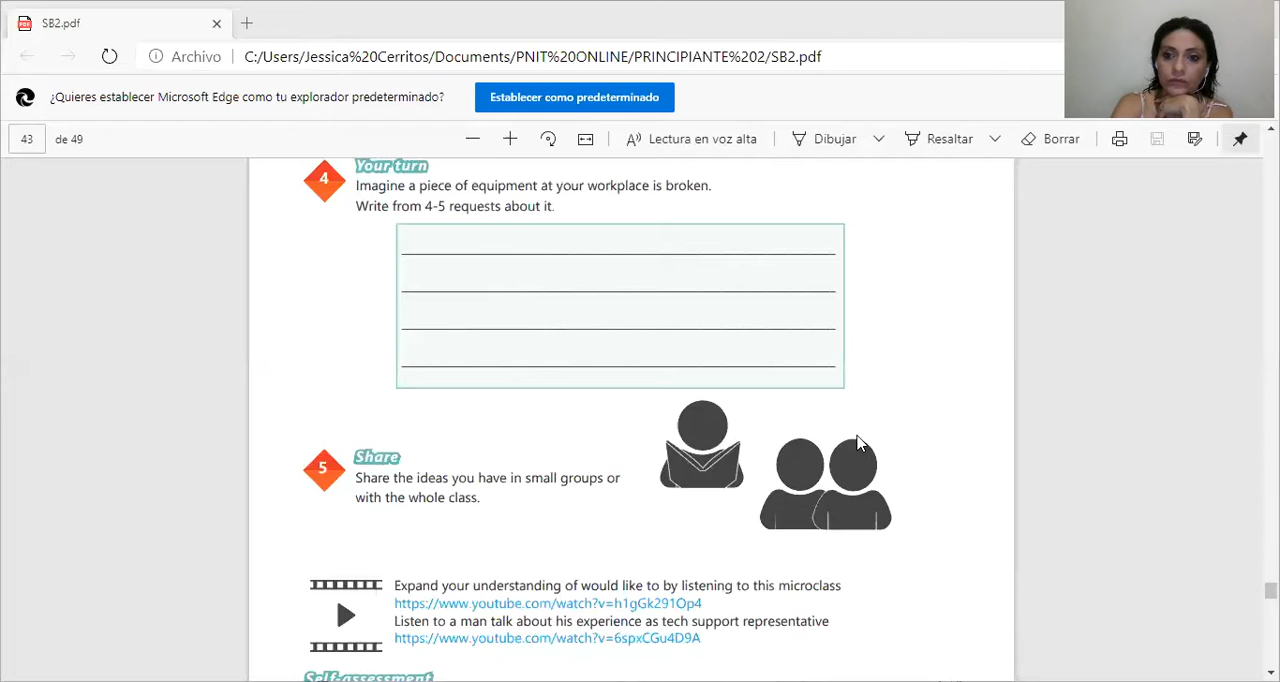 SB2.pdf
Archivo C:/Users/Jessica%20Cerritos/Documents/PNIT%20ONLINE/PRINCIPIANTE%202/SB2.pdf
¿Quieres establecer Microsoft Edge como tu explorador predeterminado? Establecer como predeterminado
43 de 49 Lectura en voz alta Dibujar Resaltar Borrar
4 Your turn
Imagine a piece of equipment at your workplace is broken.
Write from 4-5 requests about it.
5 Share
Share the ideas you have in small groups or
with the whole class.
Expand your understanding of would like to by listening to this microclass
https://www.youtube.com/watch?v=h1gGk291Op4
Listen to a man talk about his experience as tech support representative
https://www.youtube.com/watch?v=6spxCGu4D9A
Self-assessment